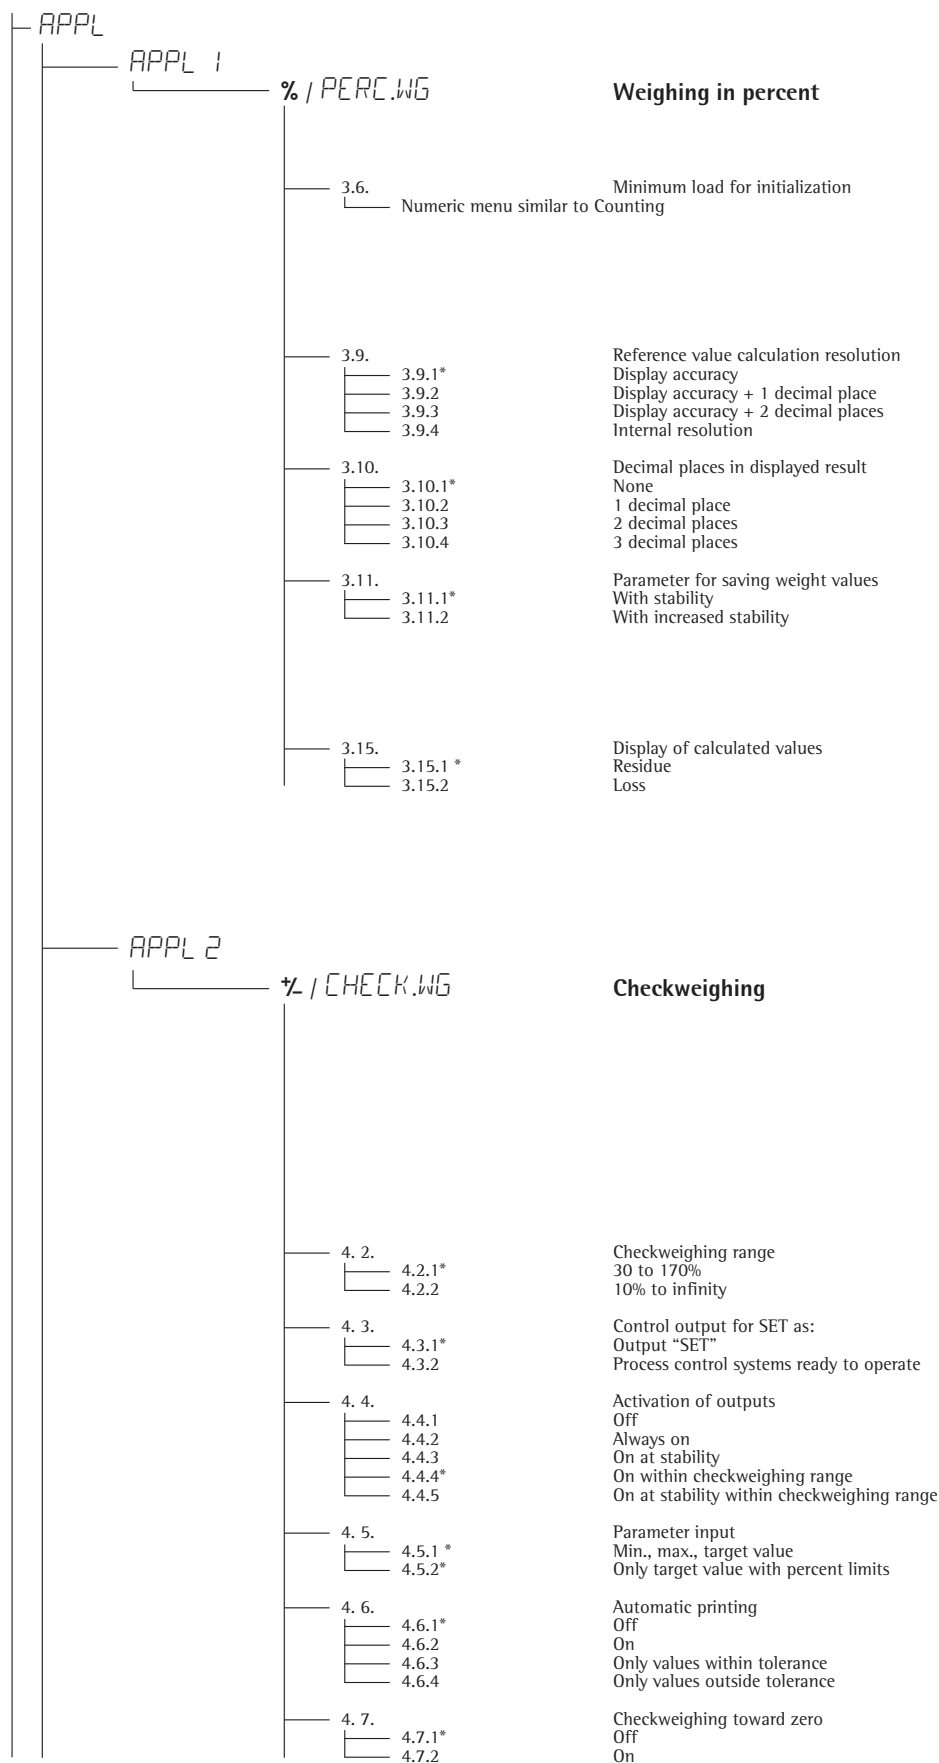 APPL
APPL 1
% / PERC.WG Weighing in percent
3.6. Minimum load for initialization
Numeric menu similar to Counting
3.9. Reference value calculation resolution
3.9.1* Display accuracy
3.9.2 Display accuracy + 1 decimal place
3.9.3 Display accuracy + 2 decimal places
3.9.4 Internal resolution
3.10. Decimal places in displayed result
3.10.1* None
3.10.2 1 decimal place
3.10.3 2 decimal places
3.10.4 3 decimal places
3.11. Parameter for saving weight values
3.11.1* With stability
3.11.2 With increased stability
3.15. Display of calculated values
3.15.1 * Residue
3.15.2 Loss
APPL 2
+/- / CHECK.WG Checkweighing
4. 2. Checkweighing range
4.2.1* 30 to 170%
4.2.2 10% to infinity
4. 3. Control output for SET as:
4.3.1* Output “SET”
4.3.2 Process control systems ready to operate
4. 4. Activation of outputs
4.4.1 Off
4.4.2 Always on
4.4.3 On at stability
4.4.4* On within checkweighing range
4.4.5 On at stability within checkweighing range
4. 5. Parameter input
4.5.1 * Min., max., target value
4.5.2* Only target value with percent limits
4. 6. Automatic printing
4.6.1* Off
4.6.2 On
4.6.3 Only values within tolerance
4.6.4 Only values outside tolerance
4. 7. Checkweighing toward zero
4.7.1* Off
4.7.2 On